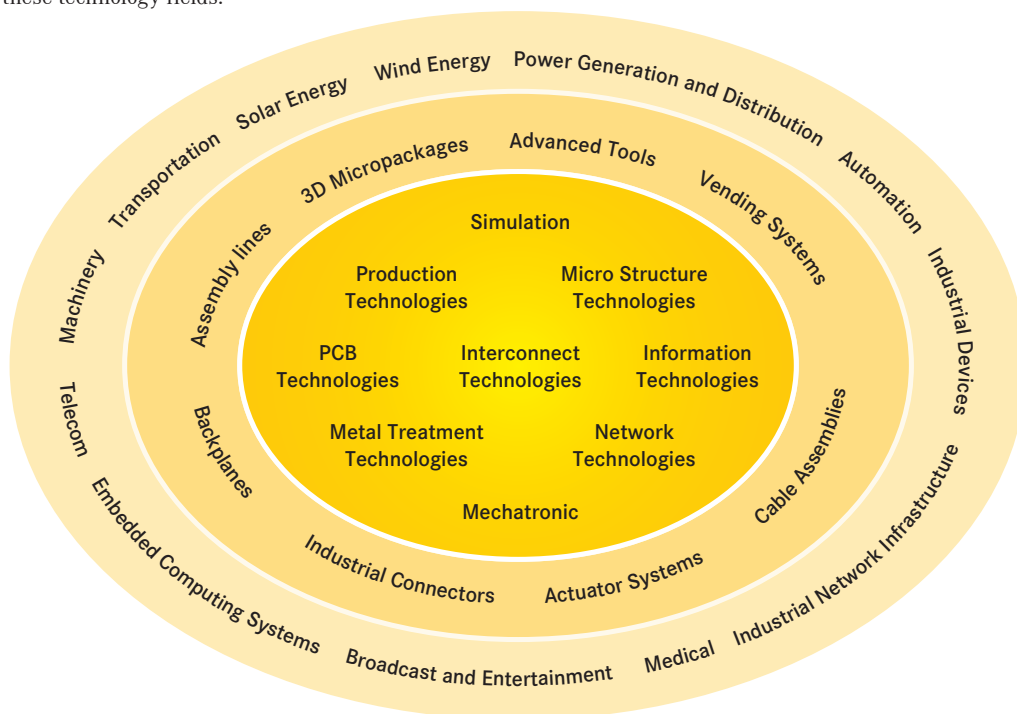 these technology fields.
Wind Energy
Power Generation and Distribution
Solar Energy
Transportation
Automation
Machinery
Industrial Devices
Telecom
Industrial Network Infrastructure
Embedded Computing Systems
Broadcast and Entertainment
Medical
3D Micropackages
Advanced Tools
Vending Systems
Assembly lines
Backplanes
Cable Assemblies
Industrial Connectors
Actuator Systems
Simulation
Production
Technologies
Micro Structure
Technologies
PCB
Technologies
Interconnect
Technologies
Information
Technologies
Metal Treatment
Technologies
Network
Technologies
Mechatronic